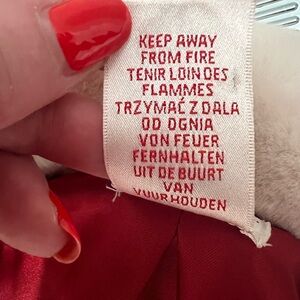 KEEP AWAY
FROM FIRE
TENIR LOIN DES
FLAMMES
TRZYMAĆ Z DALA
OD OGNIA
VON FEUER
FERNHALTEN
UIT DE BUURT
VAN
VUUR HOUDEN